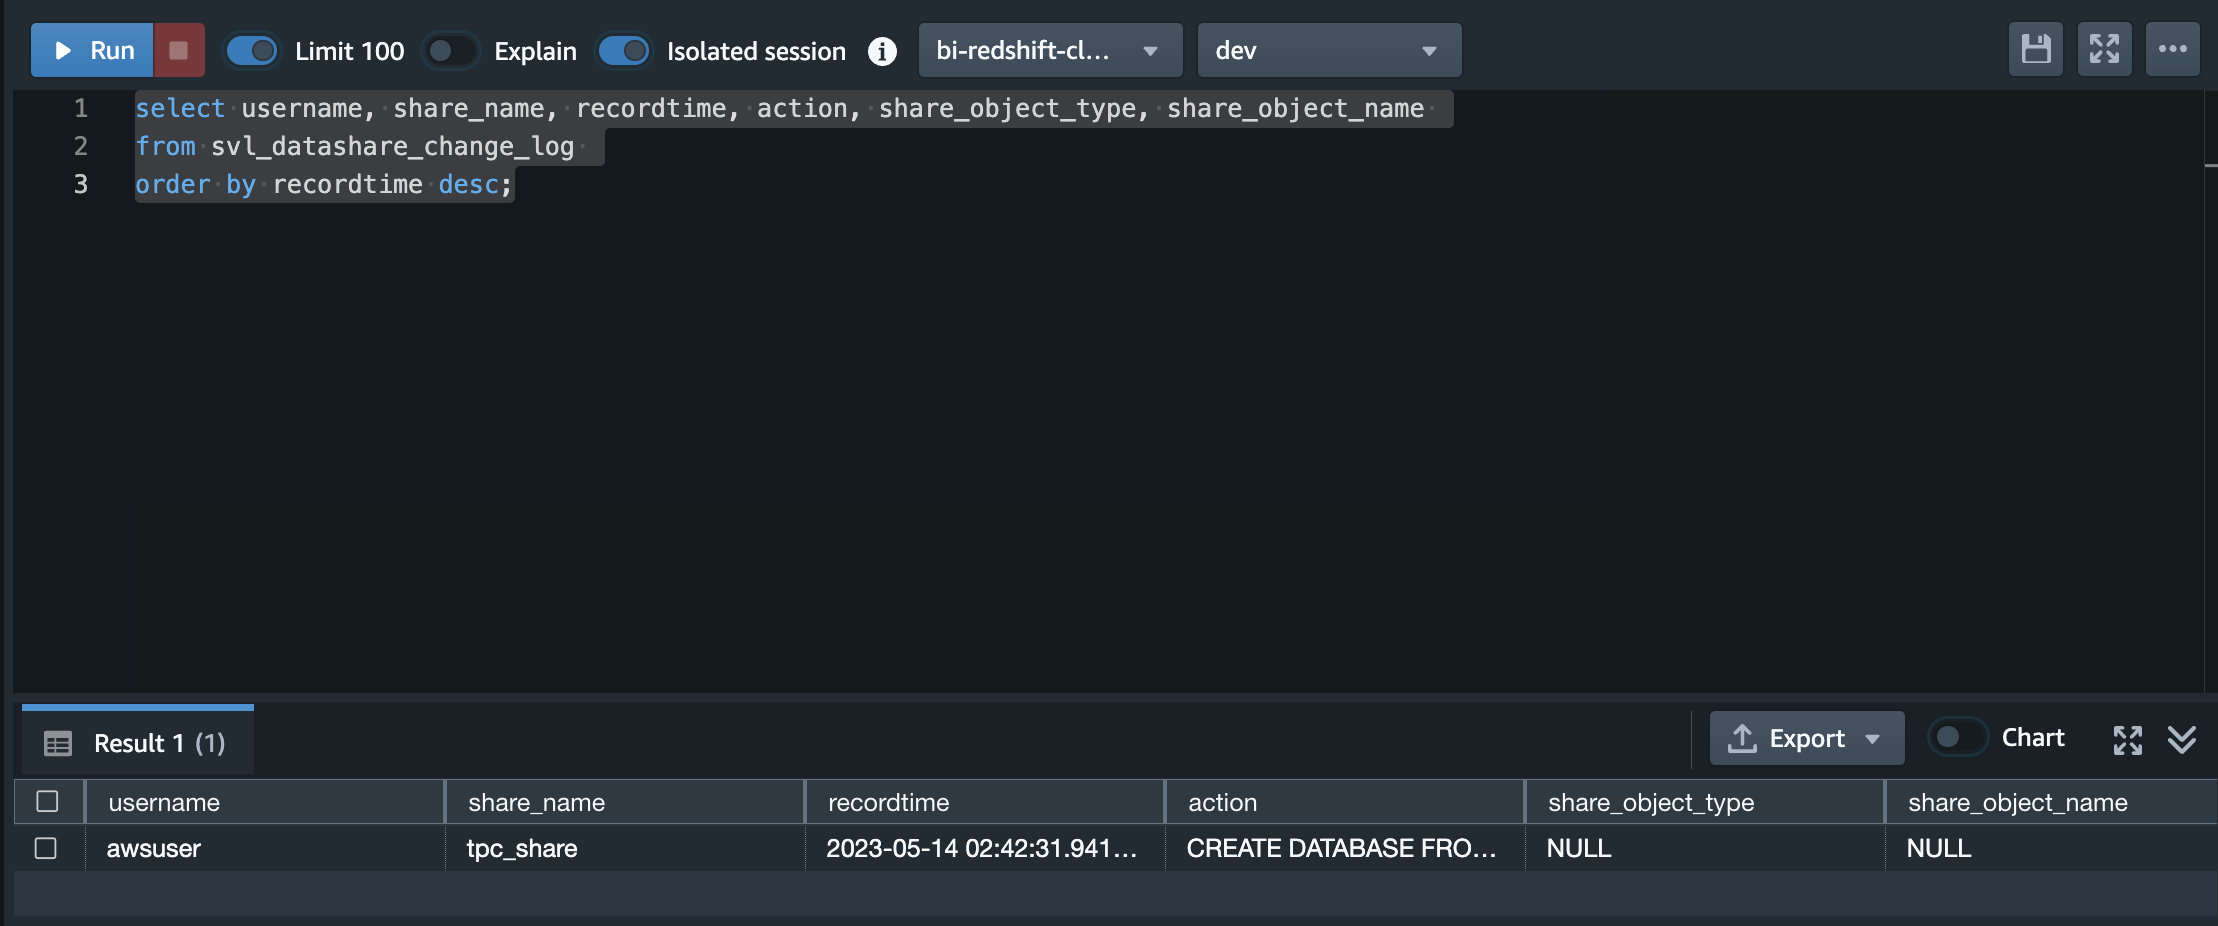 Run Limit 100 Explain Isolated session i bi-redshift-cl... dev
1 select username, share_name, recordtime, action, share_object_type, share_object_name
2 from svl_datashare_change_log
3 order by recordtime desc;
Result 1 (1) Export Chart
username share_name recordtime action share_object_type share_object_name
awsuser tpc_share 2023-05-14 02:42:31.941... CREATE DATABASE FRO... NULL NULL